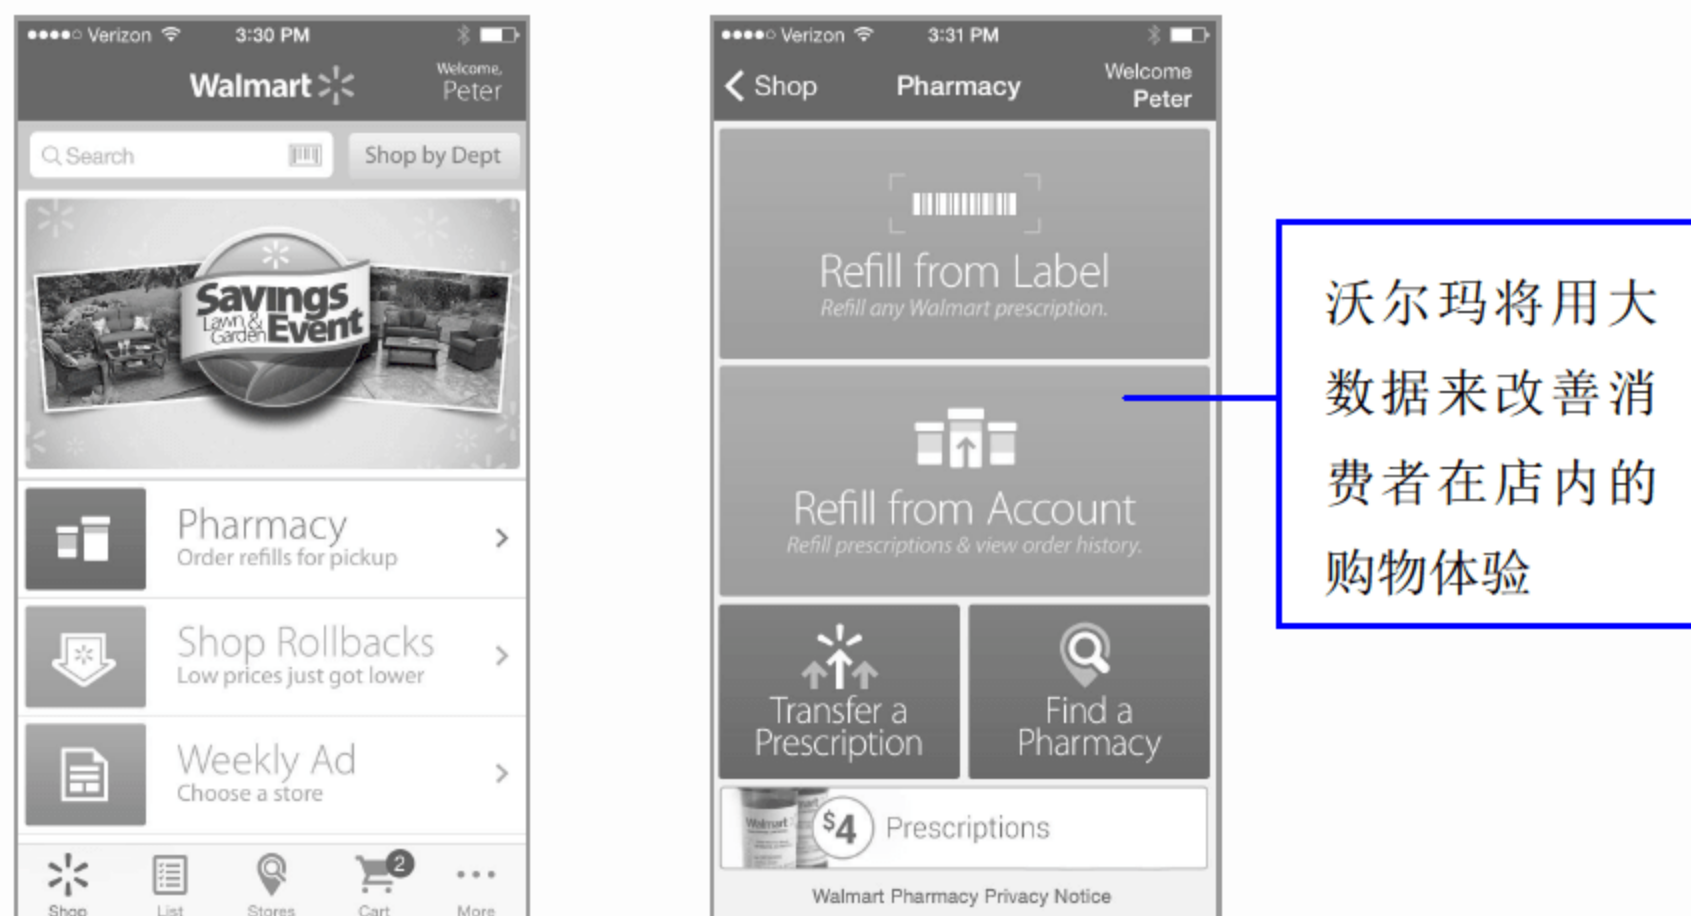 Verizon 3:30 PM
Walmart
Welcome,
Peter
Search
Shop by Dept
Savings
Lawn &
Garden Event
Pharmacy
Order refills for pickup
Shop Rollbacks
Low prices just got lower
Weekly Ad
Choose a store
2
Shop List Stores Cart More
Verizon 3:31 PM
Shop Pharmacy Welcome
Peter
Refill from Label
Refill any Walmart prescription.
Refill from Account
Refill prescriptions & view order history.
Transfer a
Prescription
Find a
Pharmacy
Walmart
$4 Prescriptions
Walmart Pharmacy Privacy Notice
沃尔玛将用大
数据来改善消
费者在店内的
购物体验